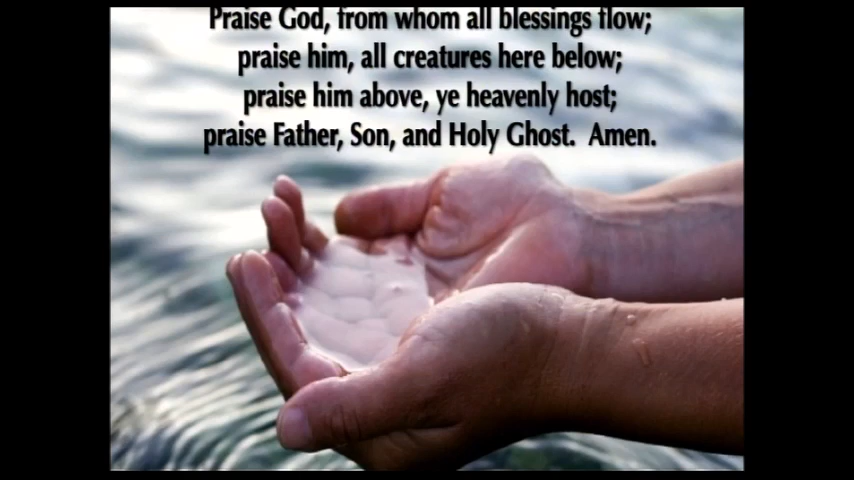 Praise God, from whom all blessings flow;
praise him, all creatures here below;
praise him above, ye heavenly host;
praise Father, Son, and Holy Ghost. Amen.